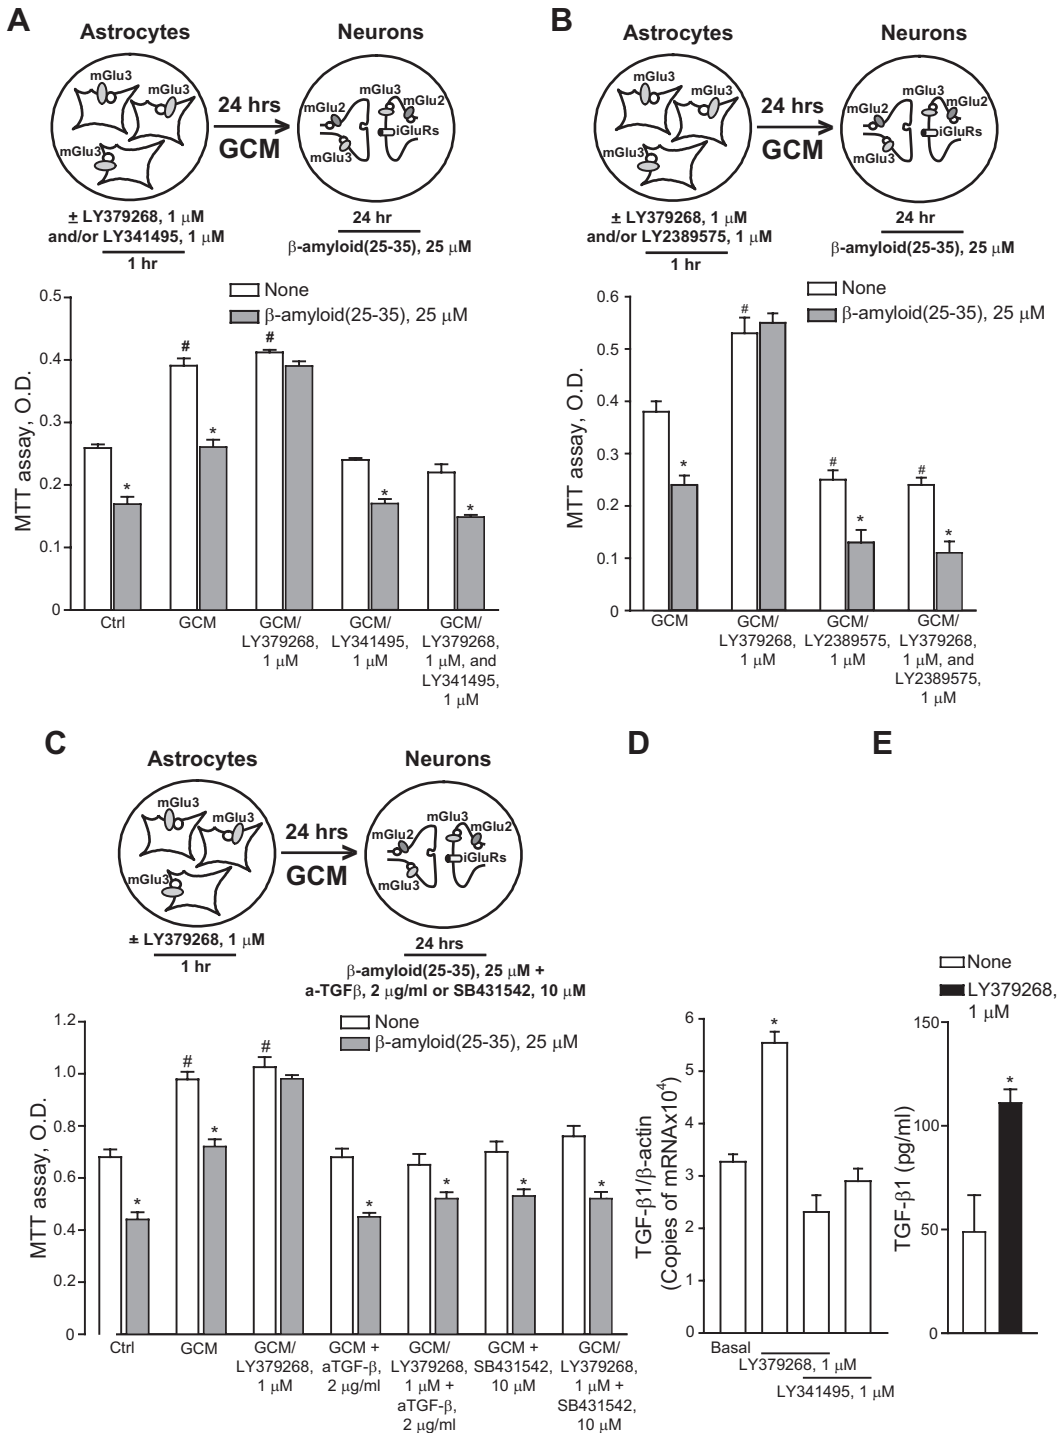 A
Astrocytes
Neurons
mGlu3
mGlu3
mGlu3
24 hrs
GCM
mGlu3
mGlu2
mGlu2
iGluRs
mGlu3
± LY379268, 1 μM
and/or LY341495, 1 μM
1 hr
24 hr
β-amyloid(25-35), 25 μM
None
β-amyloid(25-35), 25 μM
MTT assay, O.D.
0.5
0.4
0.3
0.2
0.1
0
#
#
*
*
*
*
Ctrl
GCM
GCM/
LY379268,
1 μM
GCM/
LY341495,
1 μM
GCM/
LY379268,
1 μM, and
LY341495,
1 μM
B
Astrocytes
Neurons
mGlu3
mGlu3
mGlu3
24 hrs
GCM
mGlu3
mGlu2
mGlu2
iGluRs
mGlu3
± LY379268, 1 μM
and/or LY2389575, 1 μM
1 hr
24 hr
β-amyloid(25-35), 25 μM
None
β-amyloid(25-35), 25 μM
MTT assay, O.D.
0.6
0.5
0.4
0.3
0.2
0.1
0
*
#
#
*
#
*
GCM
GCM/
LY379268,
1 μM
GCM/
LY2389575,
1 μM
GCM/
LY379268,
1 μM, and
LY2389575,
1 μM
C
Astrocytes
Neurons
mGlu3
mGlu3
mGlu3
24 hrs
GCM
mGlu3
mGlu2
mGlu2
iGluRs
mGlu3
± LY379268, 1 μM
1 hr
24 hrs
β-amyloid(25-35), 25 μM +
a-TGFβ, 2 μg/ml or SB431542, 10 μM
None
β-amyloid(25-35), 25 μM
MTT assay, O.D.
1.2
1.0
0.8
0.6
0.4
0.2
0
*
#
*
#
*
*
*
*
Ctrl
GCM
GCM/
LY379268,
1 μM
GCM +
aTGF-β,
2 μg/ml
GCM/
LY379268,
1 μM +
aTGF-β,
2 μg/ml
GCM +
SB431542,
10 μM
GCM/
LY379268,
1 μM +
SB431542,
10 μM
D
TGF-β1/β-actin
(Copies of mRNAx10⁴)
6
5
4
3
2
1
0
*
Basal
LY379268, 1 μM
LY341495, 1 μM
E
None
LY379268,
1 μM
TGF-β1 (pg/ml)
150
100
50
0
*